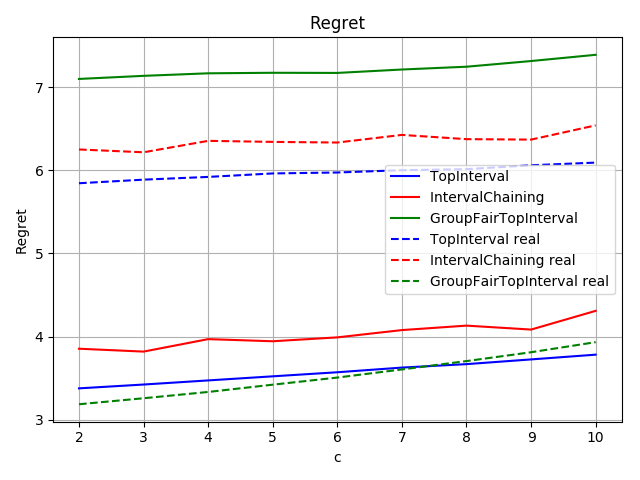 Regret
Regret
7
6
5
4
3
TopInterval
IntervalChaining
GroupFairTopInterval
TopInterval real
IntervalChaining real
GroupFairTopInterval real
2 3 4 5 6 7 8 9 10
c